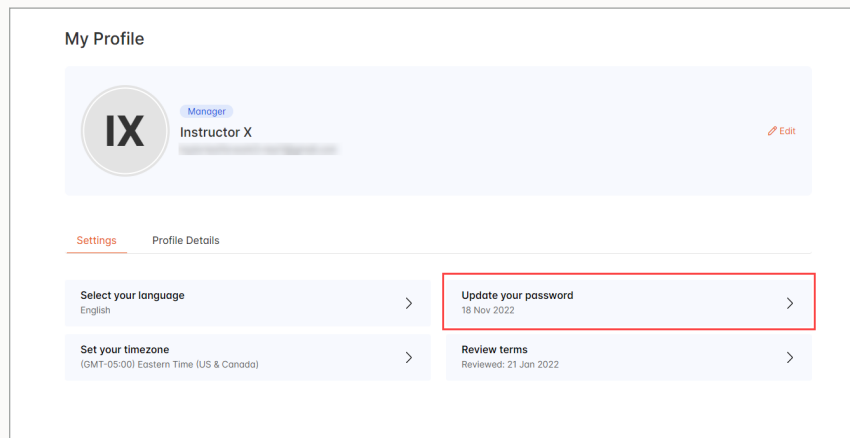 My Profile
IX
Manager
Instructor X
Edit
Settings
Profile Details
Select your language
English
Update your password
18 Nov 2022
Set your timezone
(GMT-05:00) Eastern Time (US & Canada)
Review terms
Reviewed: 21 Jan 2022